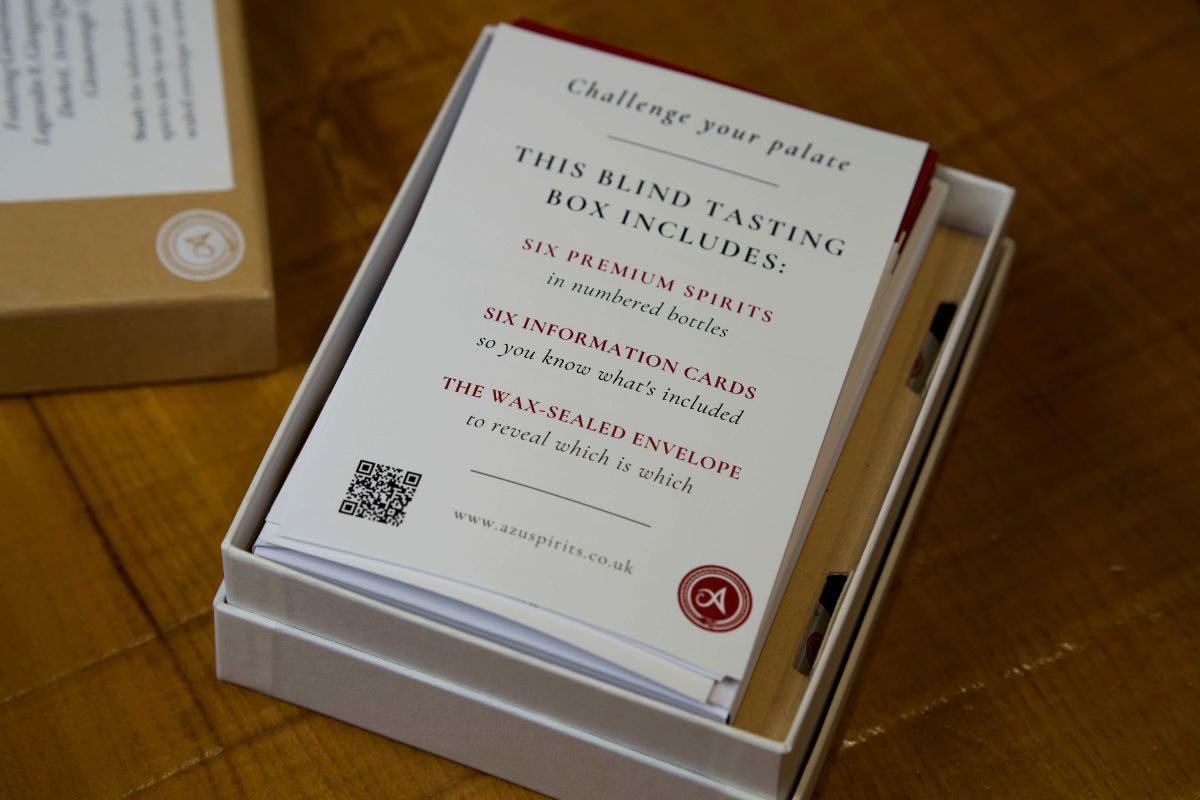 Challenge your palate
THIS BLIND TASTING
BOX INCLUDES:
SIX PREMIUM SPIRITS
in numbered bottles
SIX INFORMATION CARDS
so you know what's included
THE WAX-SEALED ENVELOPE
to reveal which is which
www.azuspirits.co.uk
A
A